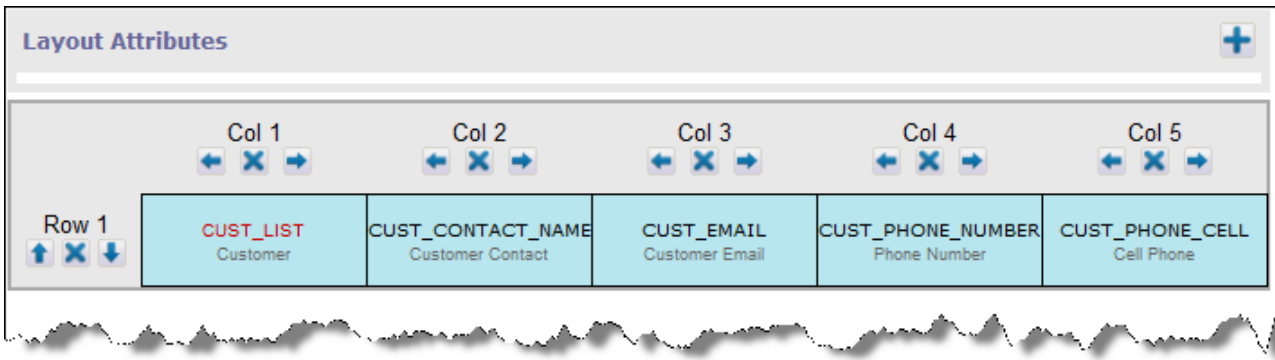 Layout Attributes
Col 1 Col 2 Col 3 Col 4 Col 5
Row 1
CUST_LIST CUST_CONTACT_NAME CUST_EMAIL CUST_PHONE_NUMBER CUST_PHONE_CELL
Customer Customer Contact Customer Email Phone Number Cell Phone